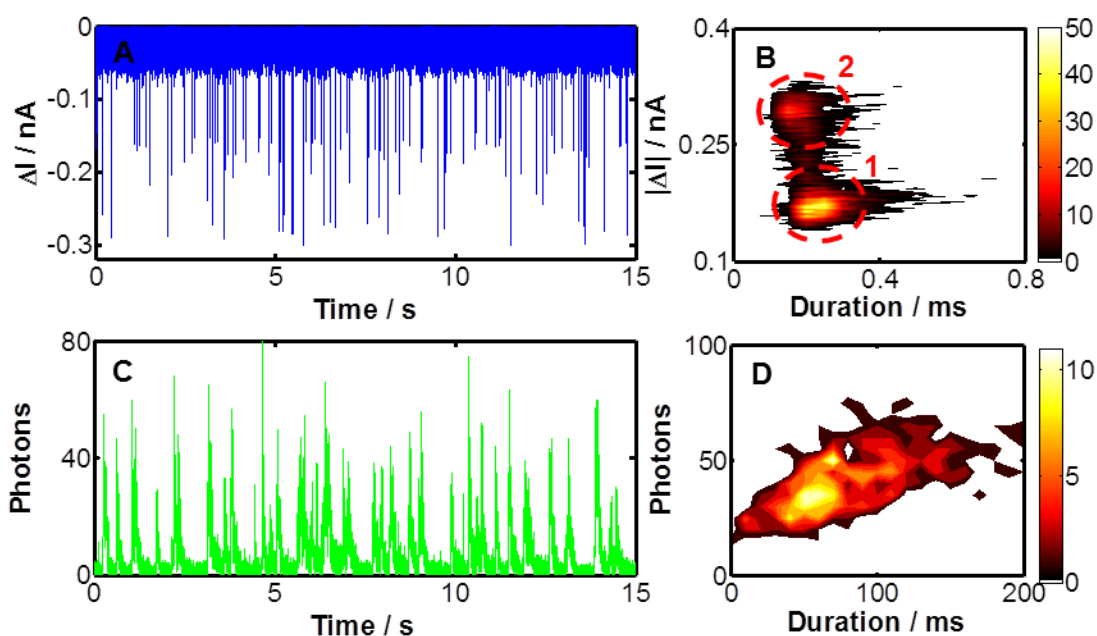 A
0
-0.1
-0.2
-0.3
ΔI / nA
0 5 10 15
Time / s
B
2
1
0.4
0.25
0.1
|ΔI| / nA
0 0.4 0.8
Duration / ms
50
40
30
20
10
0
C
80
40
0
Photons
0 5 10 15
Time / s
D
100
50
0
Photons
0 100 200
Duration / ms
10
5
0